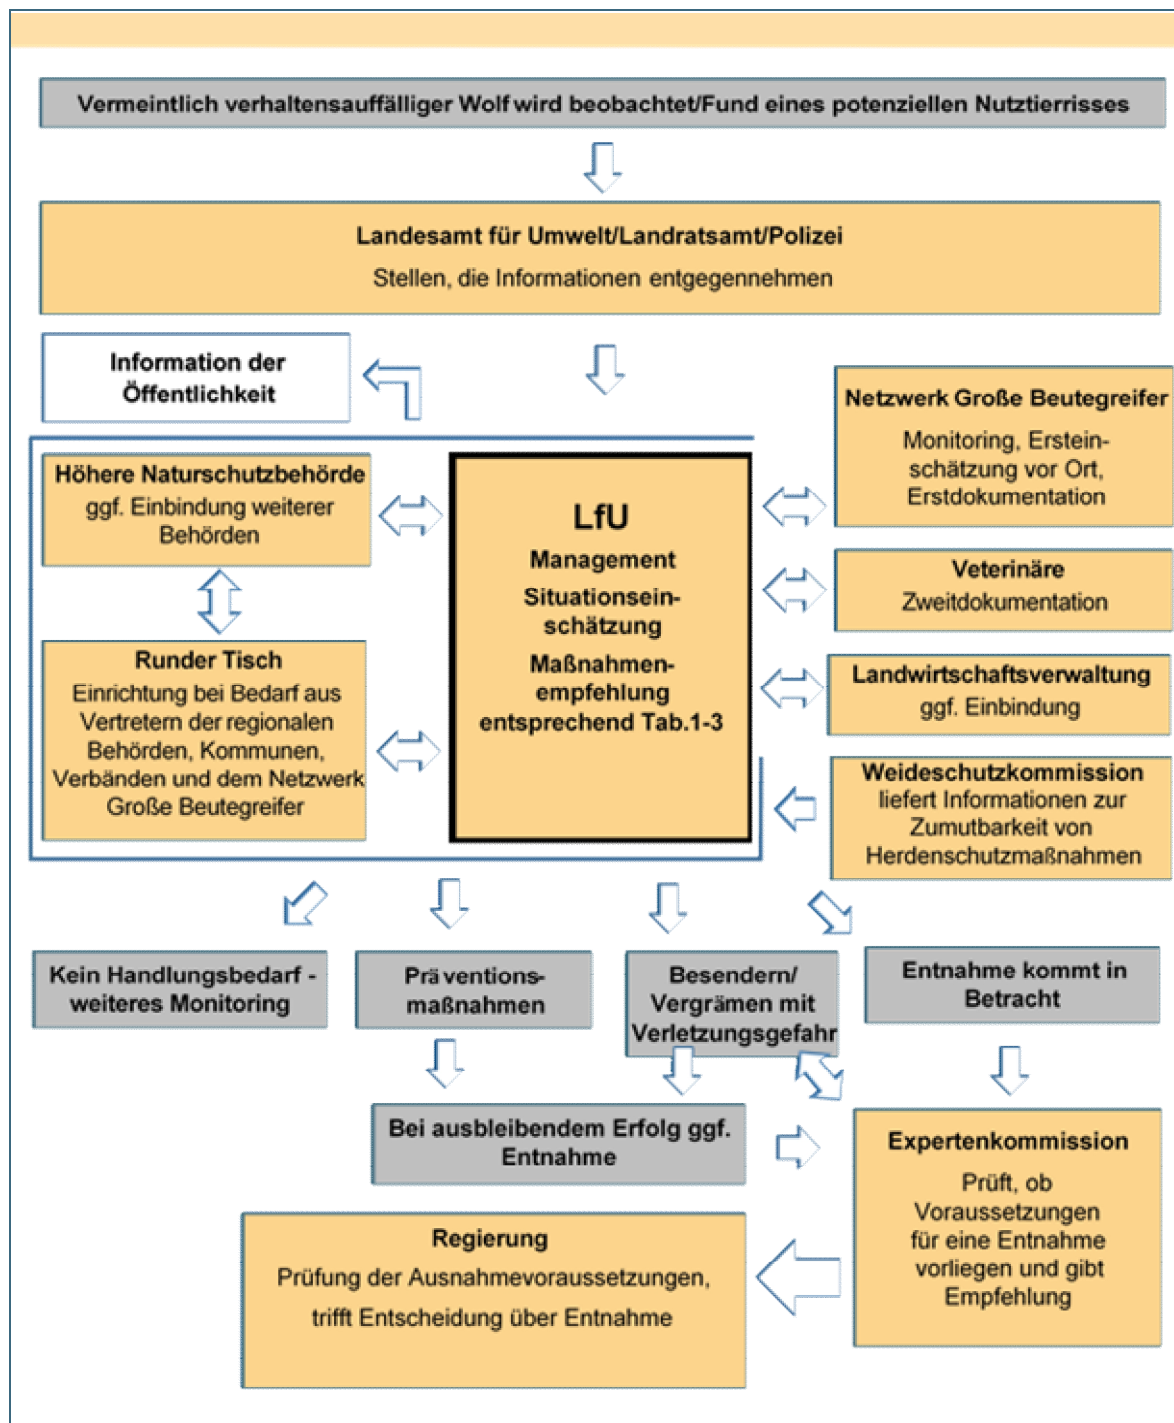 Vermeintlich verhaltensauffälliger Wolf wird beobachtet/Fund eines potenziellen Nutztierrisses
Landesamt für Umwelt/Landratsamt/Polizei
Stellen, die Informationen entgegennehmen
Information der
Öffentlichkeit
Höhere Naturschutzbehörde
ggf. Einbindung weiterer
Behörden
Runder Tisch
Einrichtung bei Bedarf aus
Vertretern der regionalen
Behörden, Kommunen,
Verbänden und dem Netzwerk
Große Beutegreifer
LfU
Management
Situationsein-
schätzung
Maßnahmen-
empfehlung
entsprechend Tab.1-3
Netzwerk Große Beutegreifer
Monitoring, Erstein-
schätzung vor Ort,
Erstdokumentation
Veterinäre
Zweitdokumentation
Landwirtschaftsverwaltung
ggf. Einbindung
Weideschutzkommission
liefert Informationen zur
Zumutbarkeit von
Herdenschutzmaßnahmen
Kein Handlungsbedarf -
weiteres Monitoring
Präventions-
maßnahmen
Besendern/
Vergrämen mit
Verletzungsgefahr
Entnahme kommt in
Betracht
Bei ausbleibendem Erfolg ggf.
Entnahme
Expertenkommission
Prüft, ob
Voraussetzungen
für eine Entnahme
vorliegen und gibt
Empfehlung
Regierung
Prüfung der Ausnahmevoraussetzungen,
trifft Entscheidung über Entnahme